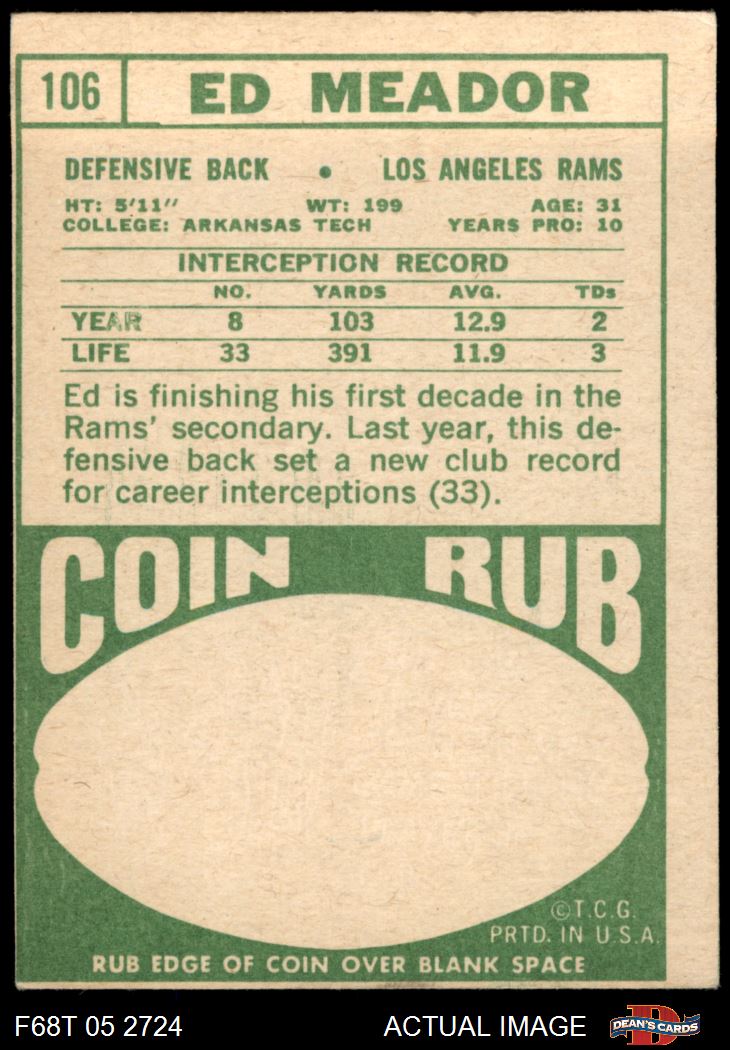 106 ED MEADOR
DEFENSIVE BACK • LOS ANGELES RAMS
HT: 5'11" WT: 199 AGE: 31
COLLEGE: ARKANSAS TECH YEARS PRO: 10
INTERCEPTION RECORD
NO. YARDS AVG. TDs
YEAR 8 103 12.9 2
LIFE 33 391 11.9 3
Ed is finishing his first decade in the
Rams' secondary. Last year, this de-
fensive back set a new club record
for career interceptions (33).
COIN RUB
©T.C.G.
PRTD. IN U.S.A.
RUB EDGE OF COIN OVER BLANK SPACE
F68T 05 2724 ACTUAL IMAGE D DEAN'S CARDS